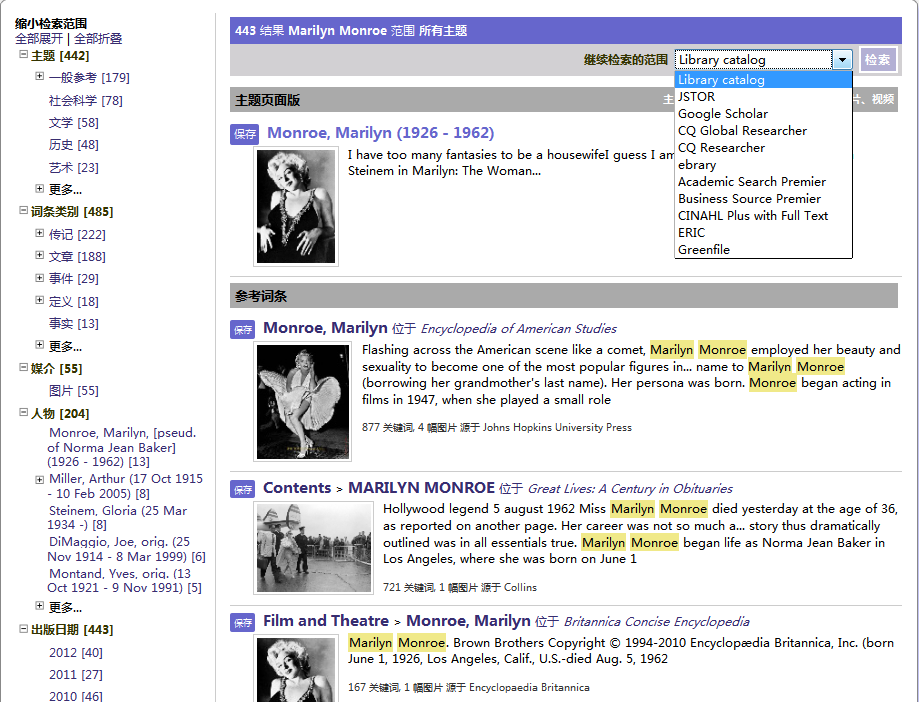 缩小检索范围
全部展开 | 全部折叠
主题 [442]
一般参考 [179]
社会科学 [78]
文学 [58]
历史 [48]
艺术 [23]
更多...
词条类别 [485]
传记 [222]
文章 [188]
事件 [29]
定义 [18]
事实 [13]
更多...
媒介 [55]
图片 [55]
人物 [204]
Monroe, Marilyn, [pseud.
of Norma Jean Baker]
(1926 - 1962) [13]
Miller, Arthur (17 Oct 1915
- 10 Feb 2005) [8]
Steinem, Gloria (25 Mar
1934 -) [8]
DiMaggio, Joe, orig. (25
Nov 1914 - 8 Mar 1999) [6]
Montand, Yves, orig. (13
Oct 1921 - 9 Nov 1991) [5]
更多...
出版日期 [443]
2012 [40]
2011 [27]
2010 [46]
443 结果 Marilyn Monroe 范围 所有主题
继续检索的范围 Library catalog 检索
Library catalog
JSTOR
Google Scholar
CQ Global Researcher
CQ Researcher
ebrary
Academic Search Premier
Business Source Premier
CINAHL Plus with Full Text
ERIC
Greenfile
主题页面版 主 片、视频
保存 Monroe, Marilyn (1926 - 1962)
I have too many fantasies to be a housewifeI guess I am
Steinem in Marilyn: The Woman...
参考词条
保存 Monroe, Marilyn 位于 Encyclopedia of American Studies
Flashing across the American scene like a comet, Marilyn Monroe employed her beauty and
sexuality to become one of the most popular figures in... name to Marilyn Monroe
(borrowing her grandmother's last name). Her persona was born. Monroe began acting in
films in 1947, when she played a small role
877 关键词, 4 幅图片 源于 Johns Hopkins University Press
保存 Contents > MARILYN MONROE 位于 Great Lives: A Century in Obituaries
Hollywood legend 5 august 1962 Miss Marilyn Monroe died yesterday at the age of 36,
as reported on another page. Her career was not so much a... story thus dramatically
outlined was in all essentials true. Marilyn Monroe began life as Norma Jean Baker in
Los Angeles, where she was born on June 1
721 关键词, 1 幅图片 源于 Collins
保存 Film and Theatre > Monroe, Marilyn 位于 Britannica Concise Encyclopedia
Marilyn Monroe. Brown Brothers Copyright © 1994-2010 Encyclopædia Britannica, Inc. (born
June 1, 1926, Los Angeles, Calif., U.S.-died Aug. 5, 1962
167 关键词, 1 幅图片 源于 Encyclopaedia Britannica